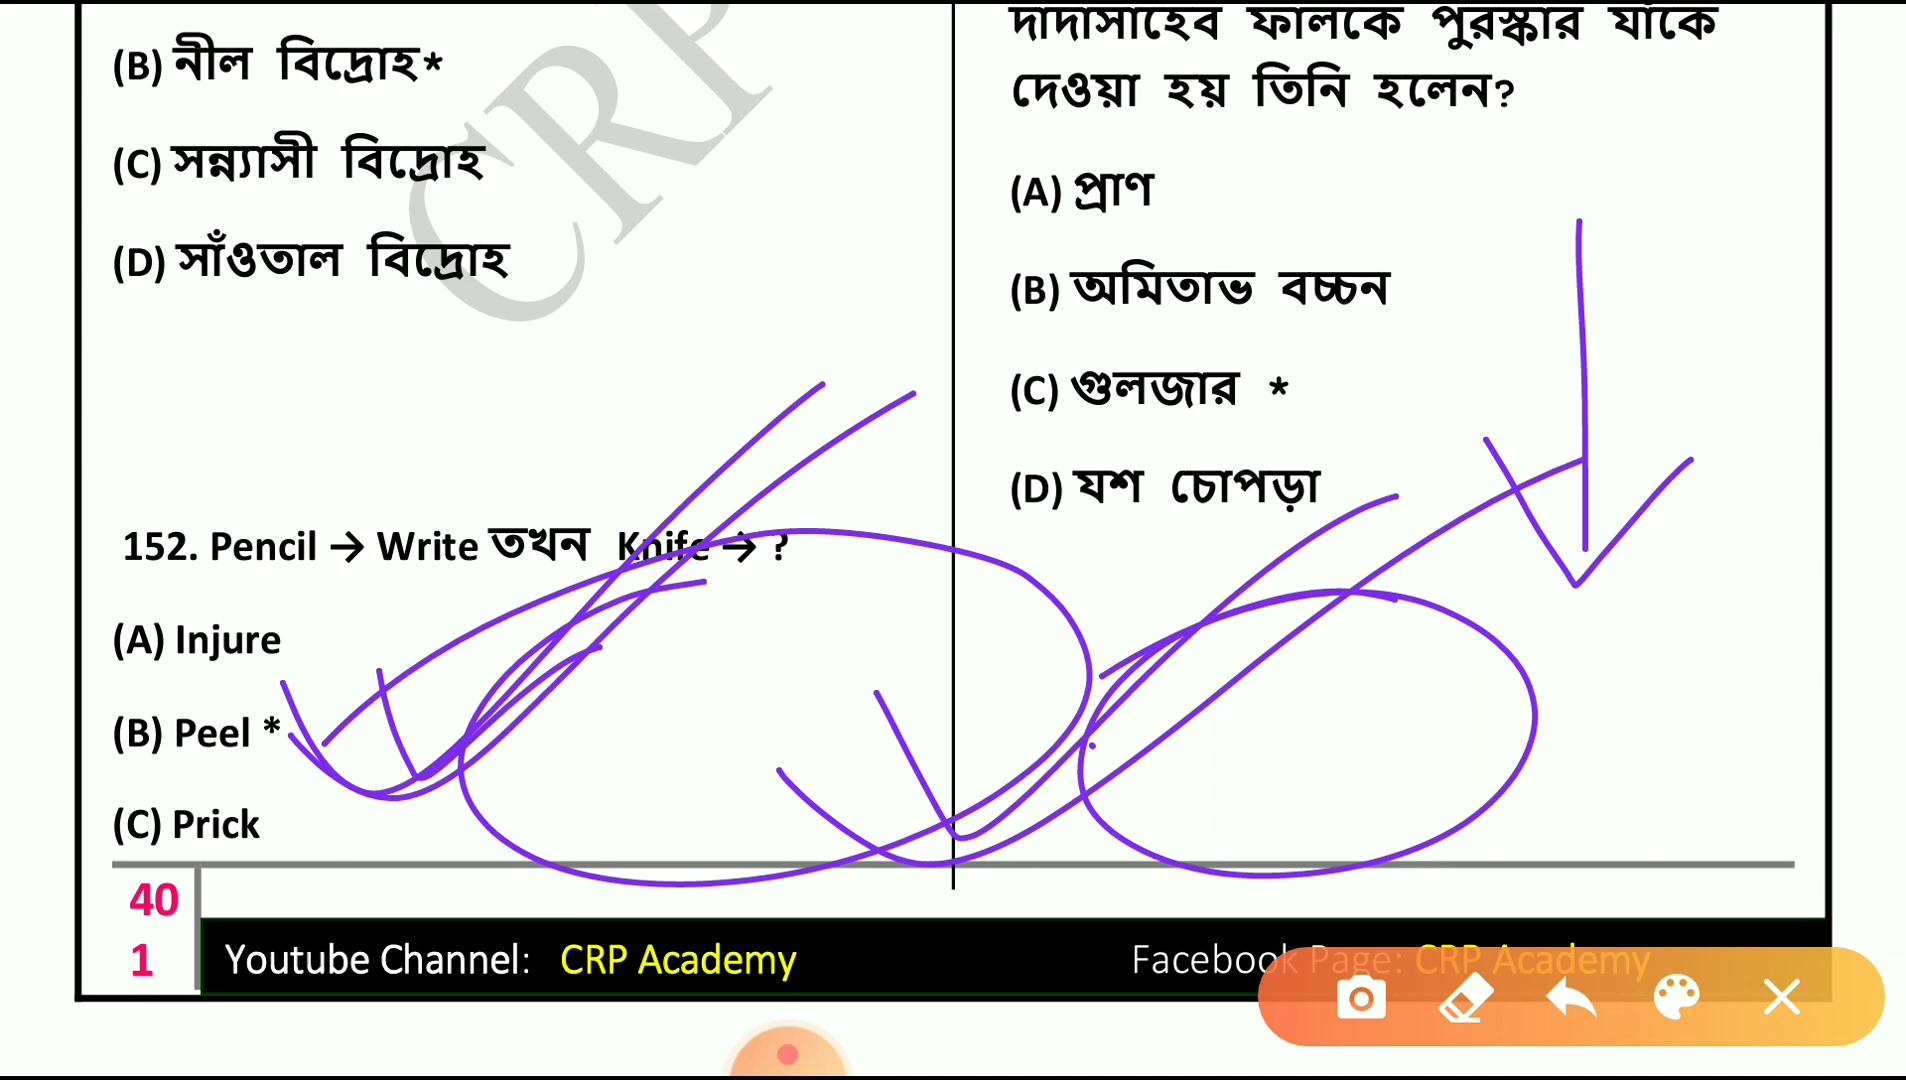 (B) নীল বিদ্রোহ*
(C) সন্ন্যাসী বিদ্রোহ
(D) সাঁওতাল বিদ্রোহ
152. Pencil → Write তখন Knife → ?
(A) Injure
(B) Peel *
(C) Prick
দাদাসাহেব ফালকে পুরস্কার যাঁকে
দেওয়া হয় তিনি হলেন?
(A) প্রাণ
(B) অমিতাভ বচ্চন
(C) গুলজার *
(D) যশ চোপড়া
CRP
40
1
Youtube Channel: CRP Academy
Facebook Page: CRP Academy